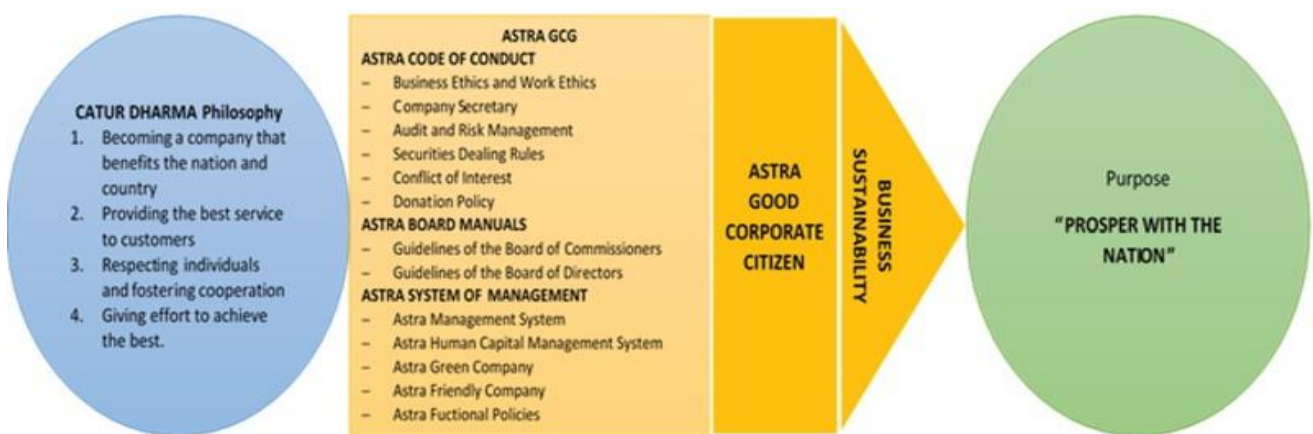 CATUR DHARMA Philosophy
1. Becoming a company that
benefits the nation and
country
2. Providing the best service
to customers
3. Respecting individuals
and fostering cooperation
4. Giving effort to achieve
the best.
ASTRA GCG
ASTRA CODE OF CONDUCT
– Business Ethics and Work Ethics
– Company Secretary
– Audit and Risk Management
– Securities Dealing Rules
– Conflict of Interest
– Donation Policy
ASTRA BOARD MANUALS
– Guidelines of the Board of Commissioners
– Guidelines of the Board of Directors
ASTRA SYSTEM OF MANAGEMENT
– Astra Management System
– Astra Human Capital Management System
– Astra Green Company
– Astra Friendly Company
– Astra Fuctional Policies
ASTRA
GOOD
CORPORATE
CITIZEN
BUSINESS
SUSTAINABILITY
Purpose
"PROSPER WITH THE
NATION"